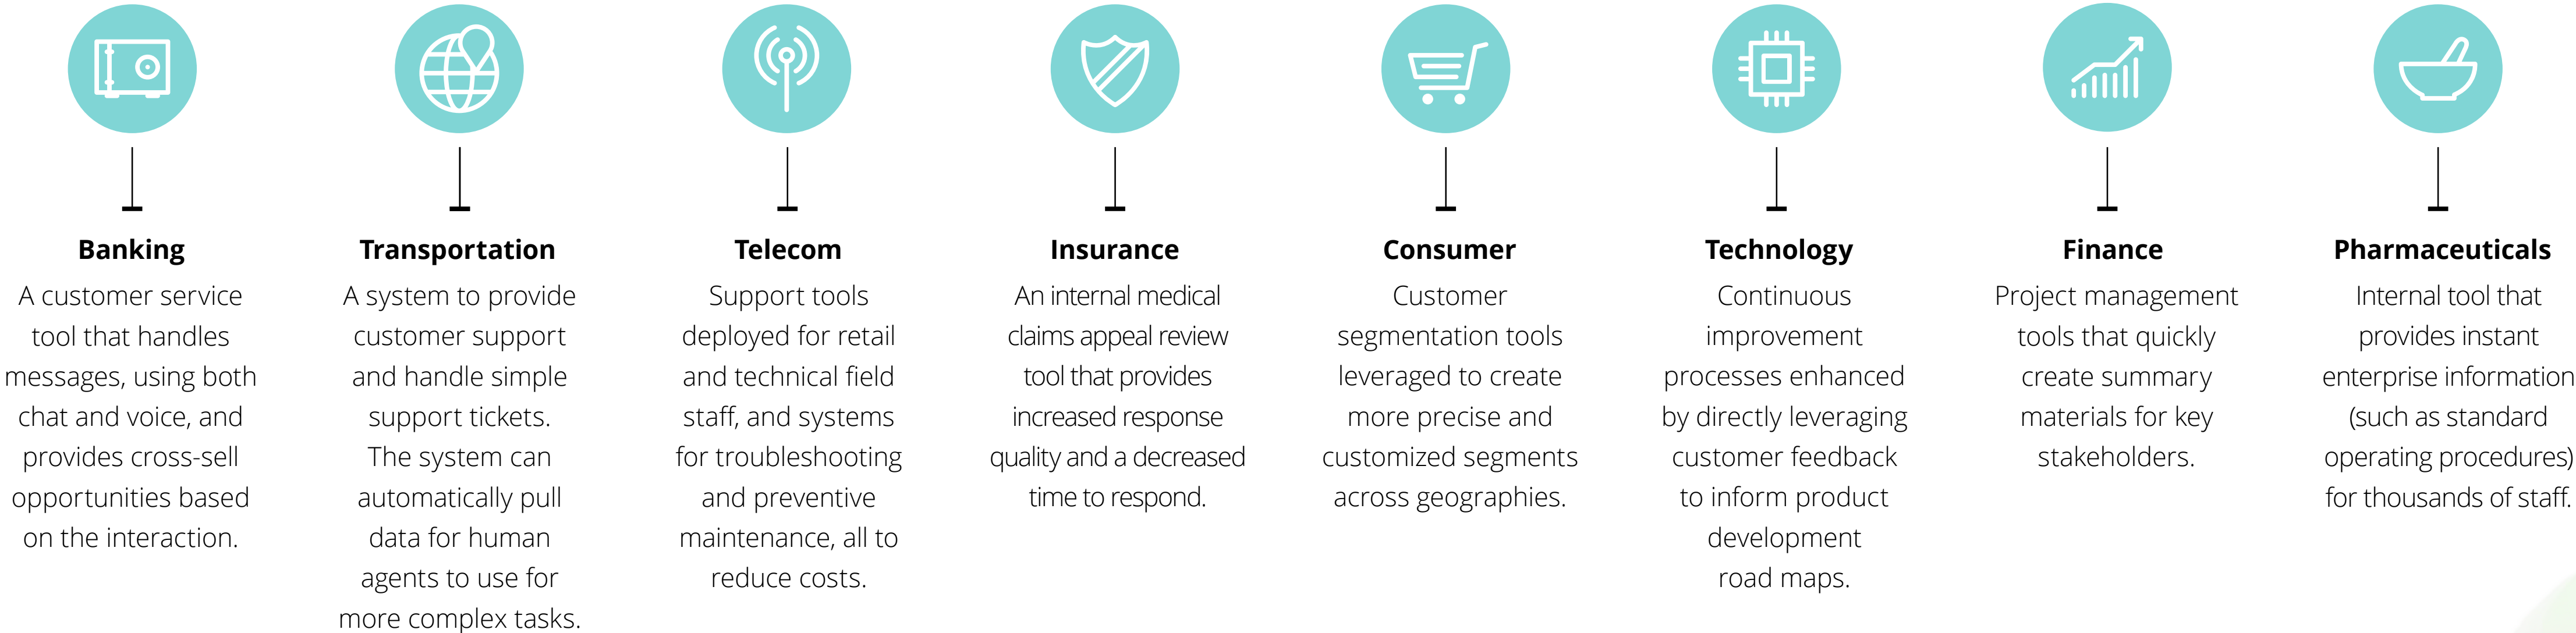 Banking
A customer service
tool that handles
messages, using both
chat and voice, and
provides cross-sell
opportunities based
on the interaction.
Transportation
A system to provide
customer support
and handle simple
support tickets.
The system can
automatically pull
data for human
agents to use for
more complex tasks.
Telecom
Support tools
deployed for retail
and technical field
staff, and systems
for troubleshooting
and preventive
maintenance, all to
reduce costs.
Insurance
An internal medical
claims appeal review
tool that provides
increased response
quality and a decreased
time to respond.
Consumer
Customer
segmentation tools
leveraged to create
more precise and
customized segments
across geographies.
Technology
Continuous
improvement
processes enhanced
by directly leveraging
customer feedback
to inform product
development
road maps.
Finance
Project management
tools that quickly
create summary
materials for key
stakeholders.
Pharmaceuticals
Internal tool that
provides instant
enterprise information
(such as standard
operating procedures)
for thousands of staff.